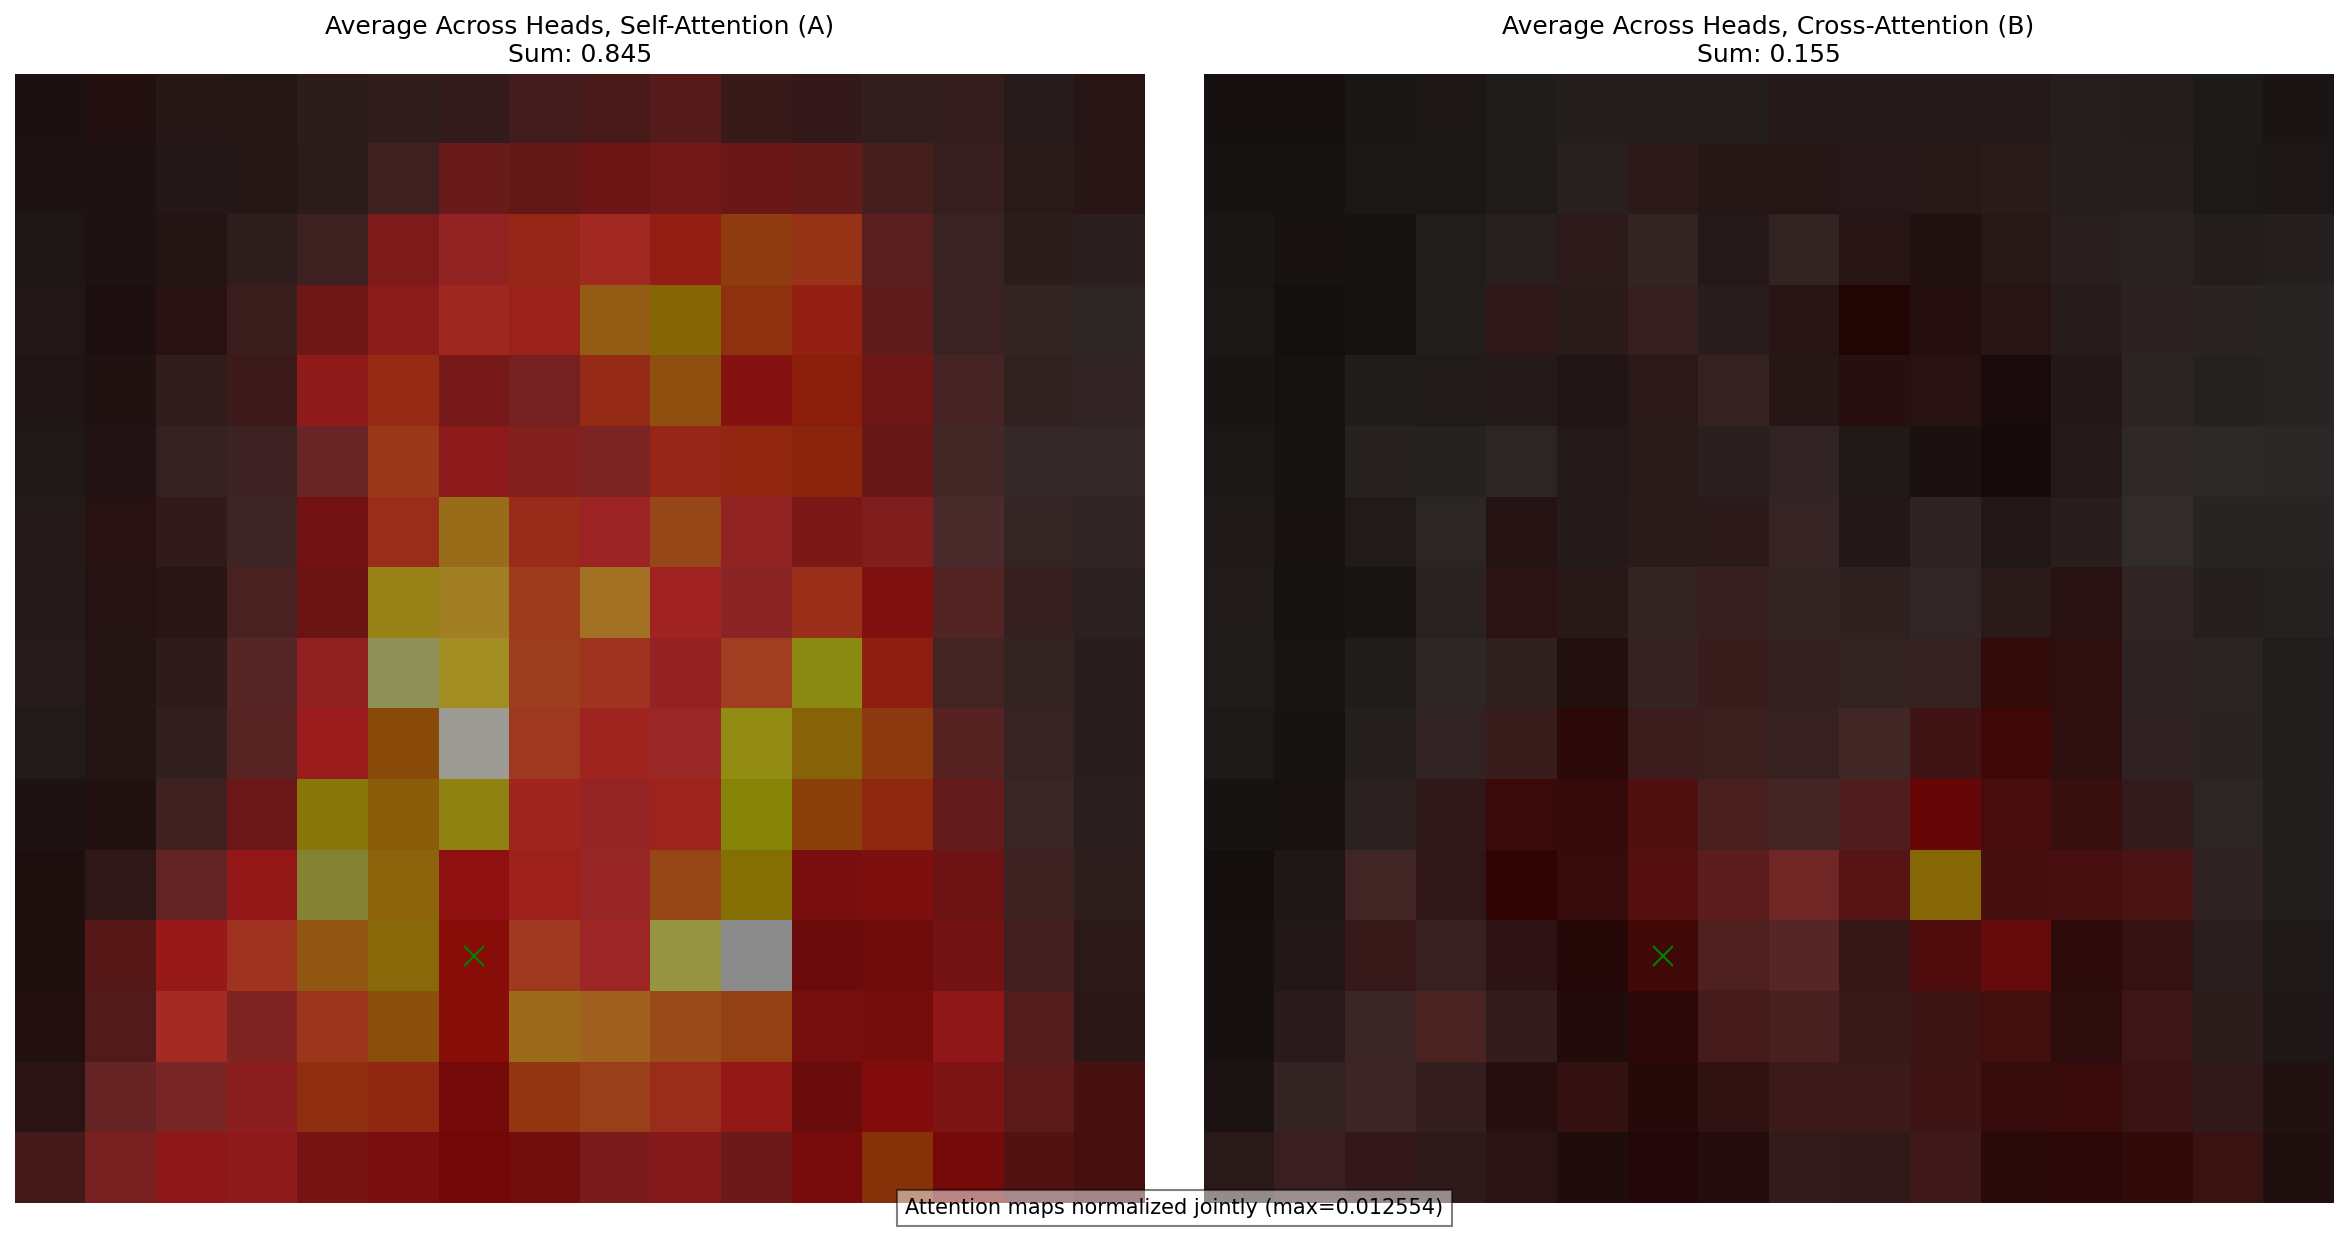 Average Across Heads, Self-Attention (A)
Sum: 0.845
Average Across Heads, Cross-Attention (B)
Sum: 0.155
Attention maps normalized jointly (max=0.012554)